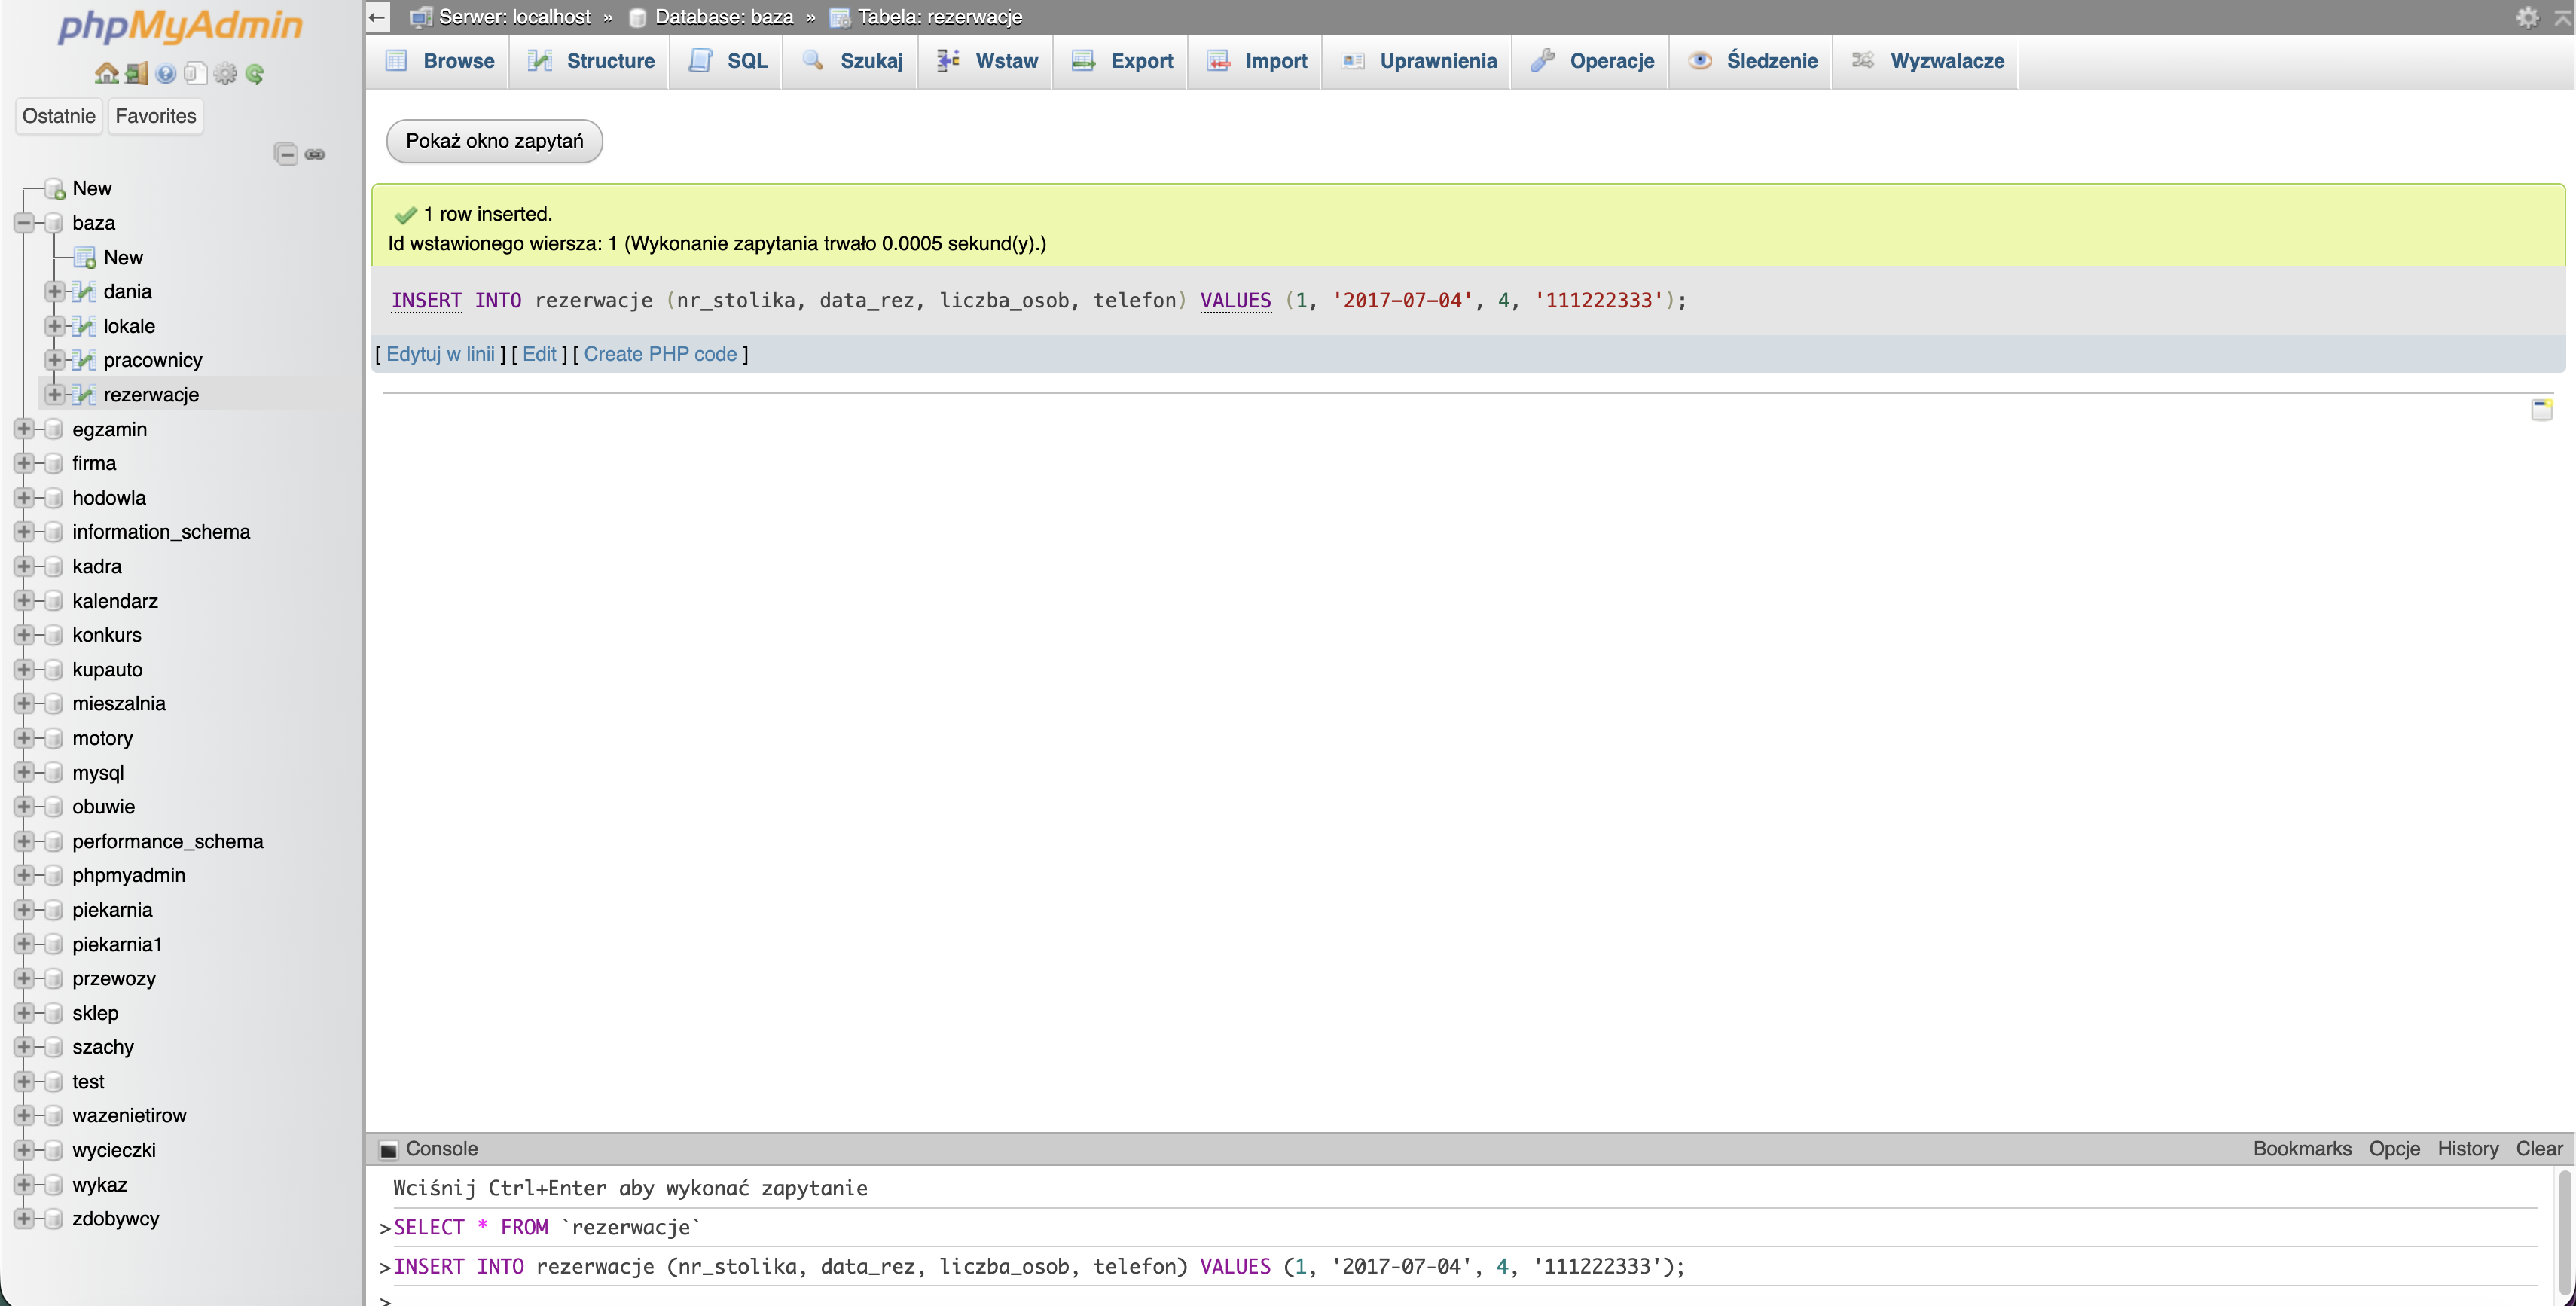 phpMyAdmin
Ostatnie Favorites
New
baza
New
dania
lokale
pracownicy
rezerwacje
egzamin
firma
hodowla
information_schema
kadra
kalendarz
konkurs
kupauto
mieszalnia
motory
mysql
obuwie
performance_schema
phpmyadmin
piekarnia
piekarnia1
przewozy
sklep
szachy
test
wazenietirow
wycieczki
wykaz
zdobywcy
← Serwer: localhost » Database: baza » Tabela: rezerwacje
Browse Structure SQL Szukaj Wstaw Export Import Uprawnienia Operacje Śledzenie Wyzwalacze
Pokaż okno zapytań
1 row inserted.
Id wstawionego wiersza: 1 (Wykonanie zapytania trwało 0.0005 sekund(y).)
INSERT INTO rezerwacje (nr_stolika, data_rez, liczba_osob, telefon) VALUES (1, '2017-07-04', 4, '111222333');
[ Edytuj w linii ] [ Edit ] [ Create PHP code ]
Console Bookmarks Opcje History Clear
Wciśnij Ctrl+Enter aby wykonać zapytanie
>SELECT * FROM `rezerwacje`
>INSERT INTO rezerwacje (nr_stolika, data_rez, liczba_osob, telefon) VALUES (1, '2017-07-04', 4, '111222333');
>